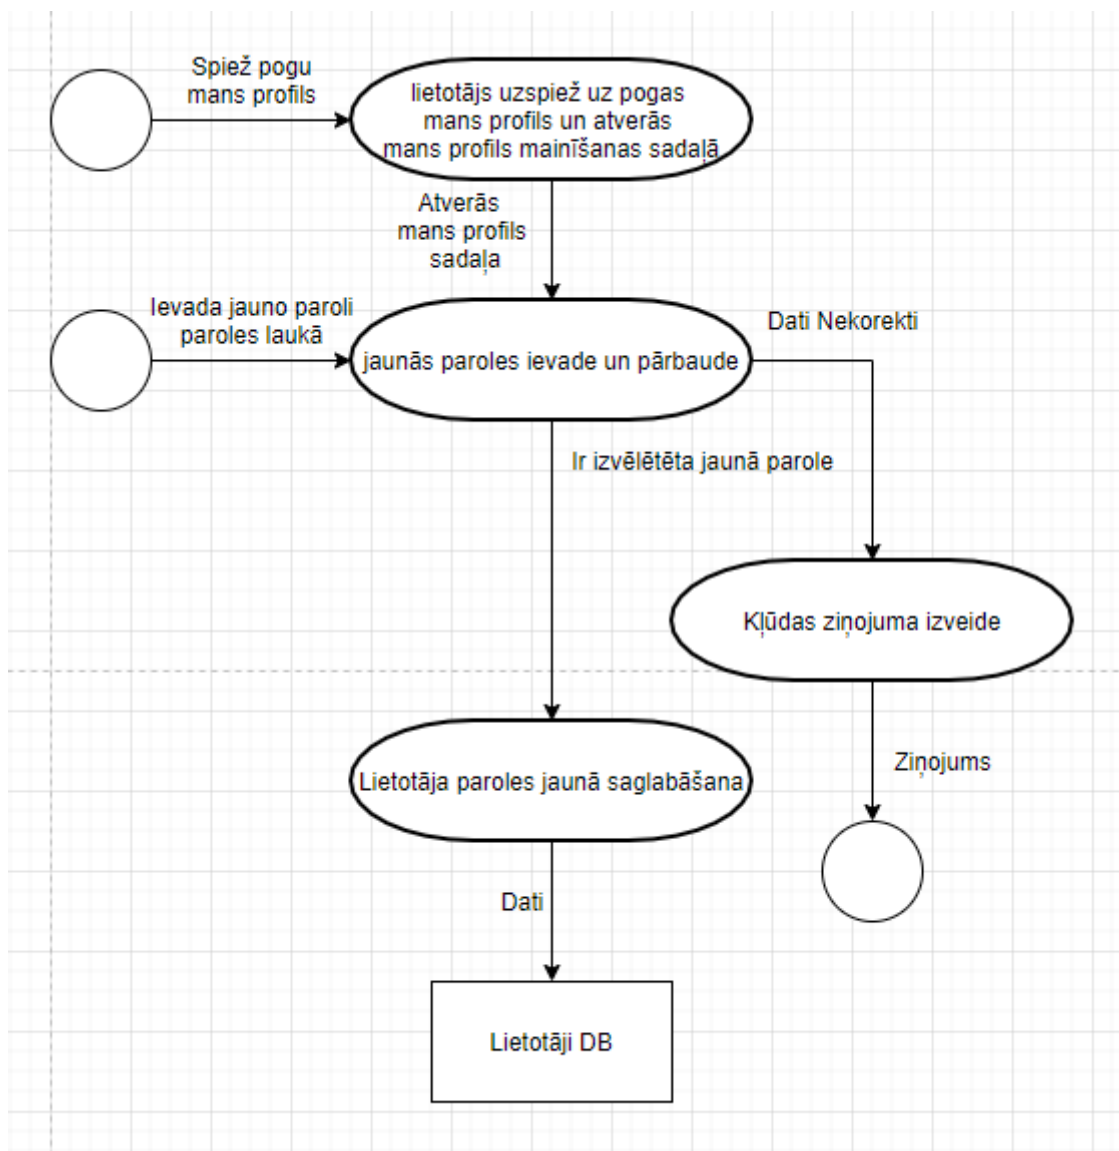 Spiež pogu
mans profils
lietotājs uzspiež uz pogas
mans profils un atverās
mans profils mainīšanas sadaļā
Atverās
mans profils
sadaļa
Ievada jauno paroli
paroles laukā
jaunās paroles ievade un pārbaude
Dati Nekorekti
Ir izvēlētēta jaunā parole
Kļūdas ziņojuma izveide
Lietotāja paroles jaunā saglabāšana
Ziņojums
Dati
Lietotāji DB